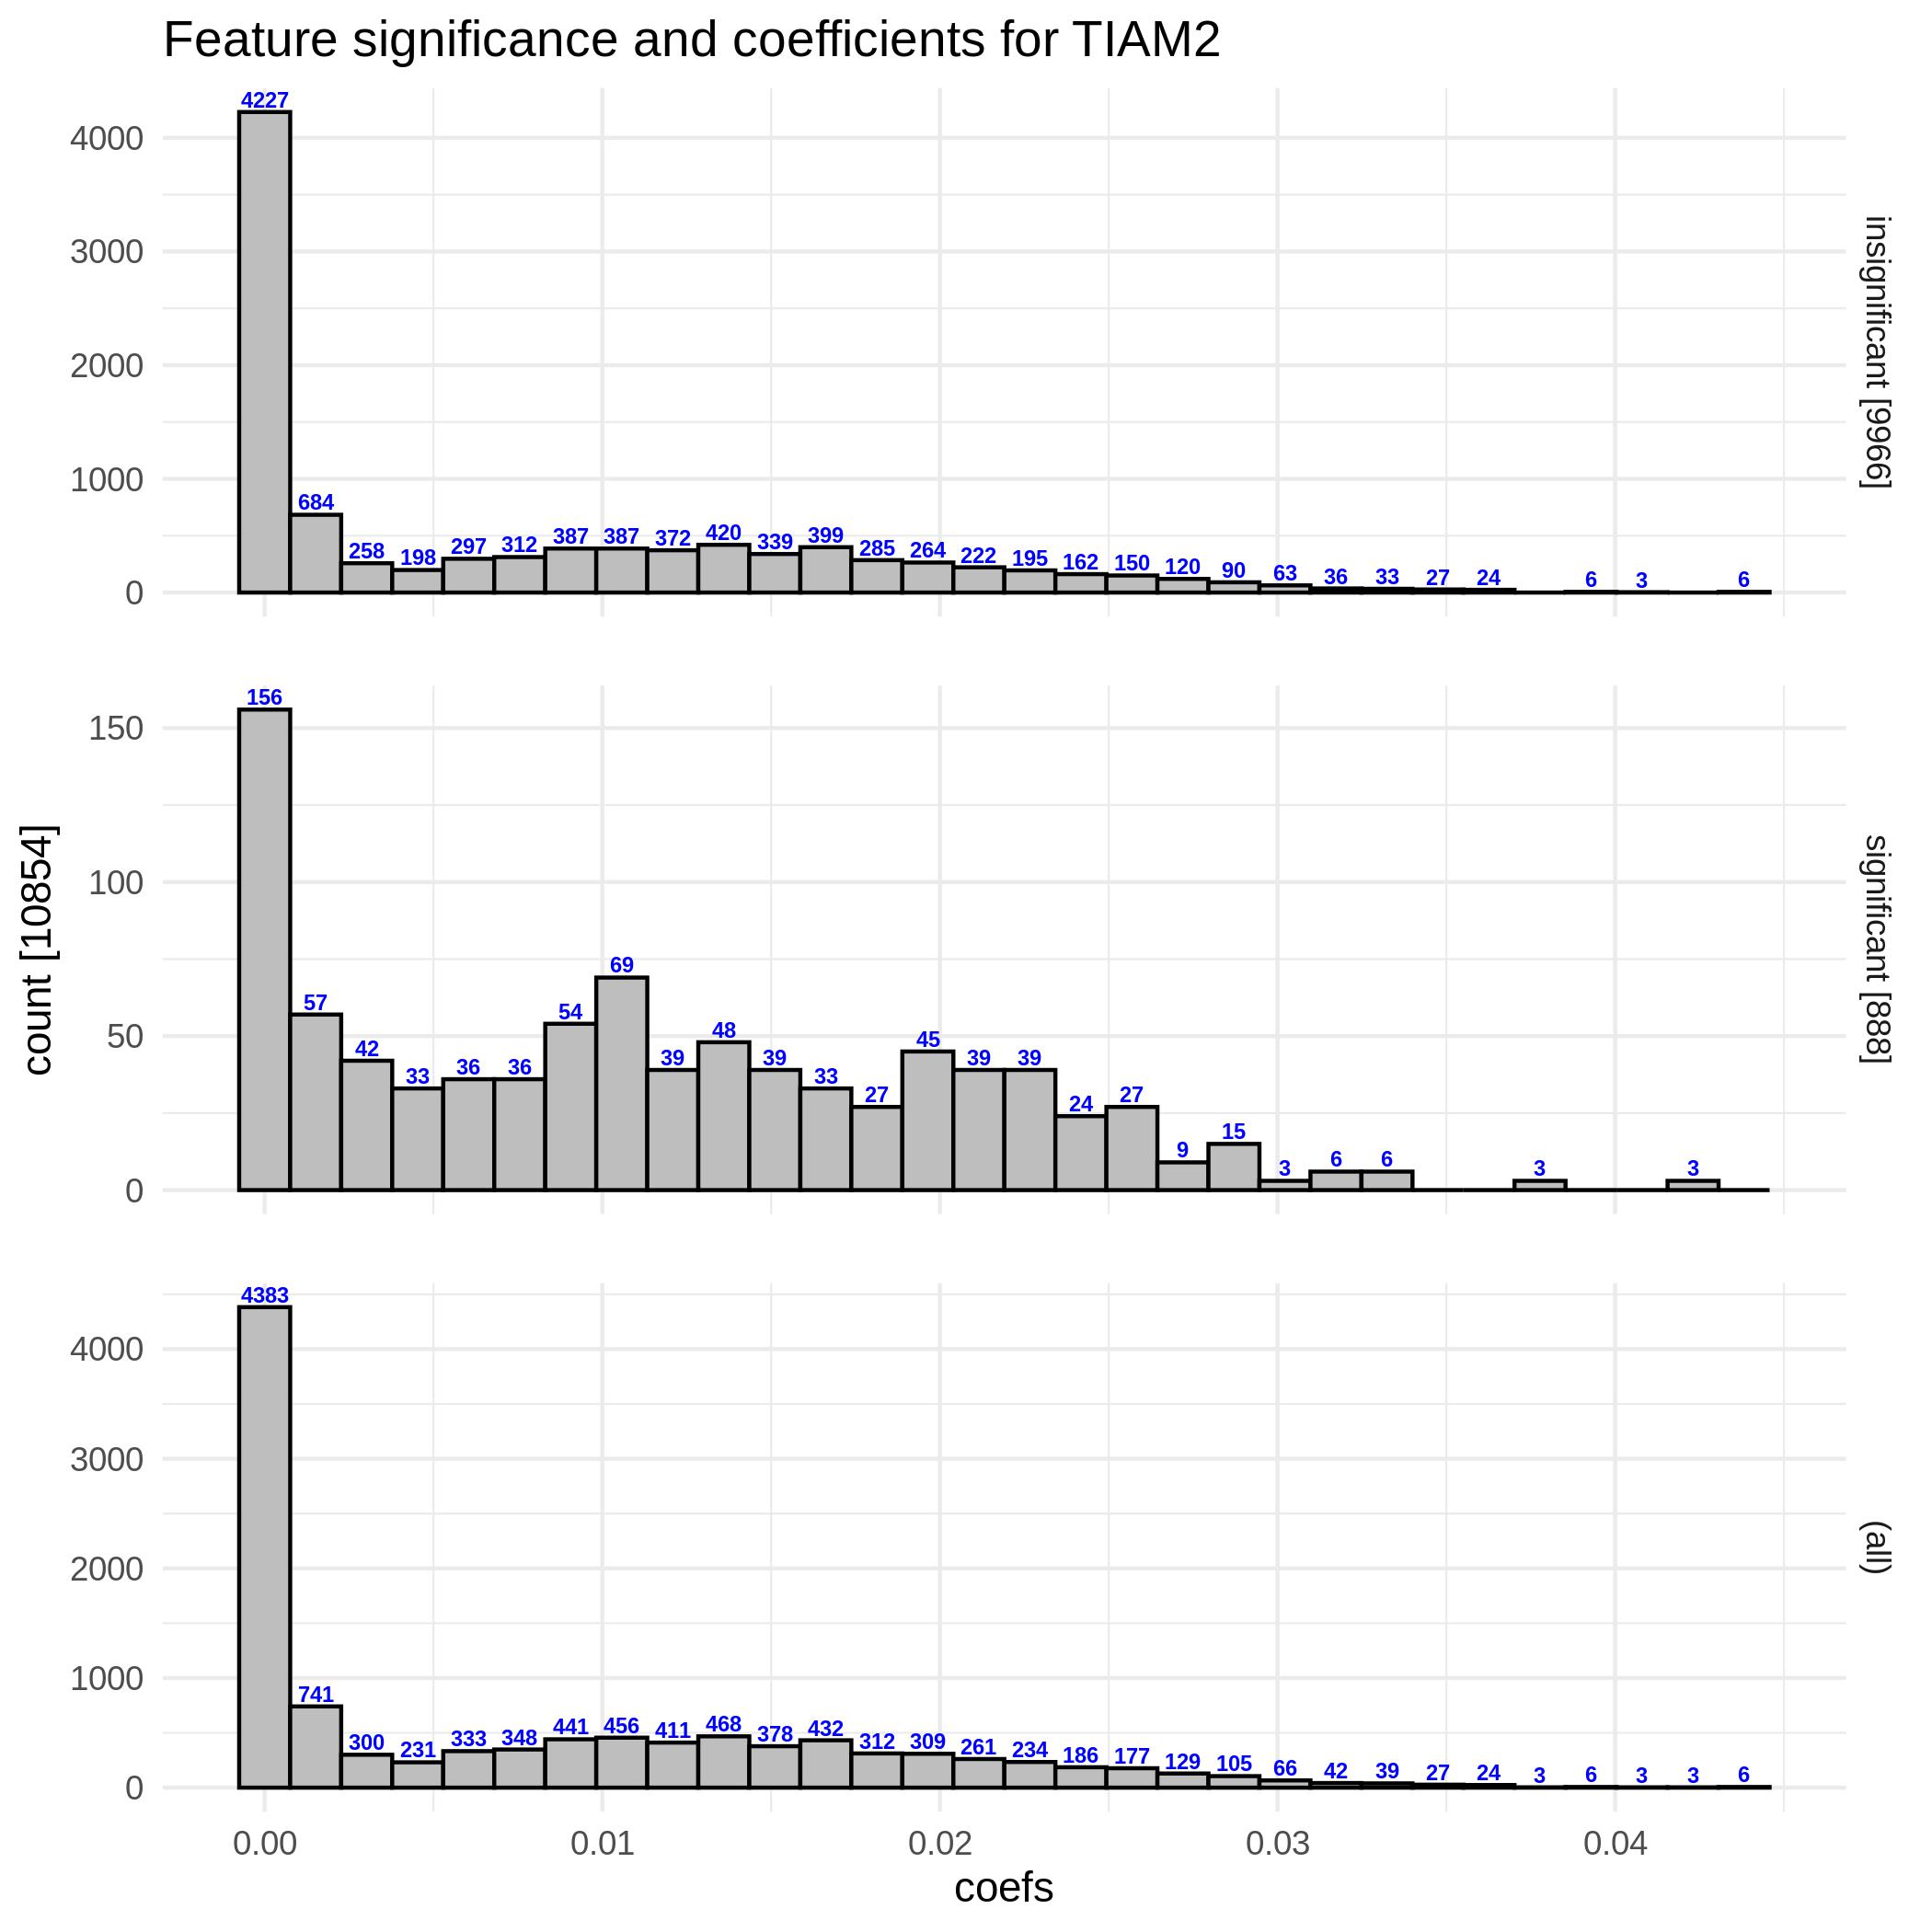 Feature significance and coefficients for TIAM2
4227
4000
3000
2000
1000
0
684 258 198 297 312 387 387 372 420 339 399 285 264 222 195 162 150 120 90 63 36 33 27 24 6 3 6
insignificant [9966]
156
150
100
50
0
57 42 33 36 36 54 69 39 48 39 33 27 45 39 39 24 27 9 15 3 6 6 3 3
significant [888]
count [10854]
4383
4000
3000
2000
1000
0
741 300 231 333 348 441 456 411 468 378 432 312 309 261 234 186 177 129 105 66 42 39 27 24 3 6 3 3 6
(all)
0.00 0.01 0.02 0.03 0.04
coefs